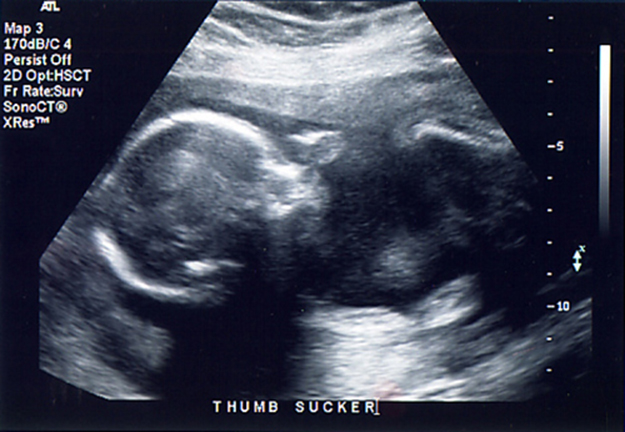 ATL
Map 3
170dB/C 4
Persist Off
2D Opt:HSCT
Fr Rate:Surv
SonoCT®
XRes™
5
x
10
THUMB SUCKER